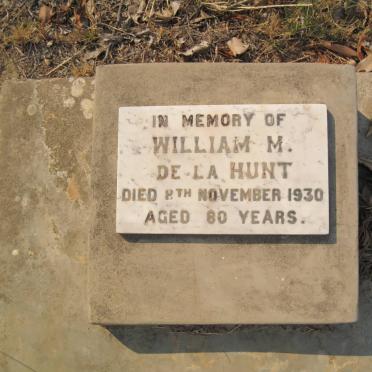 IN MEMORY OF
WILLIAM M.
DE LA HUNT
DIED 8TH NOVEMBER 1930
AGED 80 YEARS.